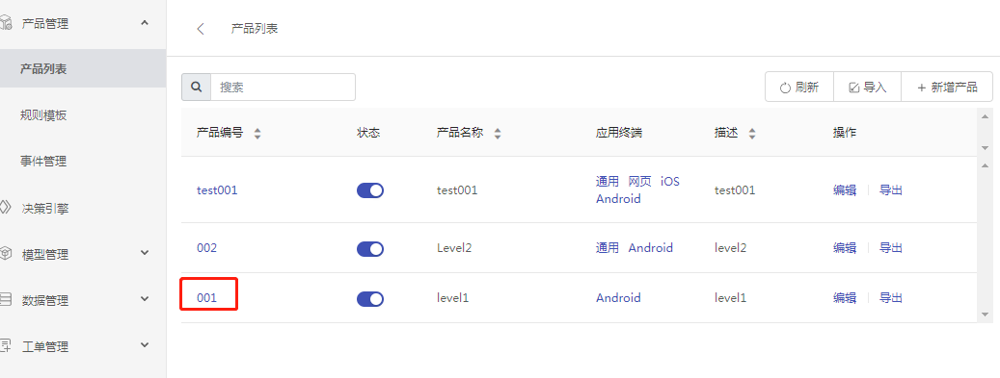 产品管理
产品列表
规则模板
事件管理
决策引擎
模型管理
数据管理
工单管理
产品列表
搜索
刷新 导入 + 新增产品
产品编号 状态 产品名称 应用终端 描述 操作
test001 test001 通用 网页 iOS Android test001 编辑 导出
002 Level2 通用 Android level2 编辑 导出
001 level1 Android level1 编辑 导出